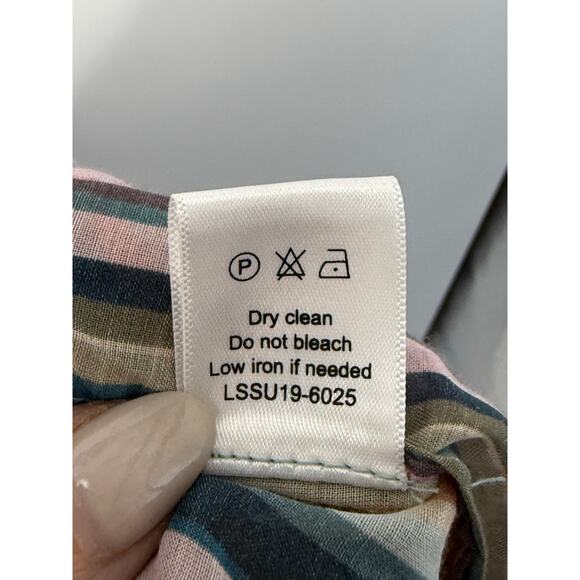 P
Dry clean
Do not bleach
Low iron if needed
LSSU19-6025